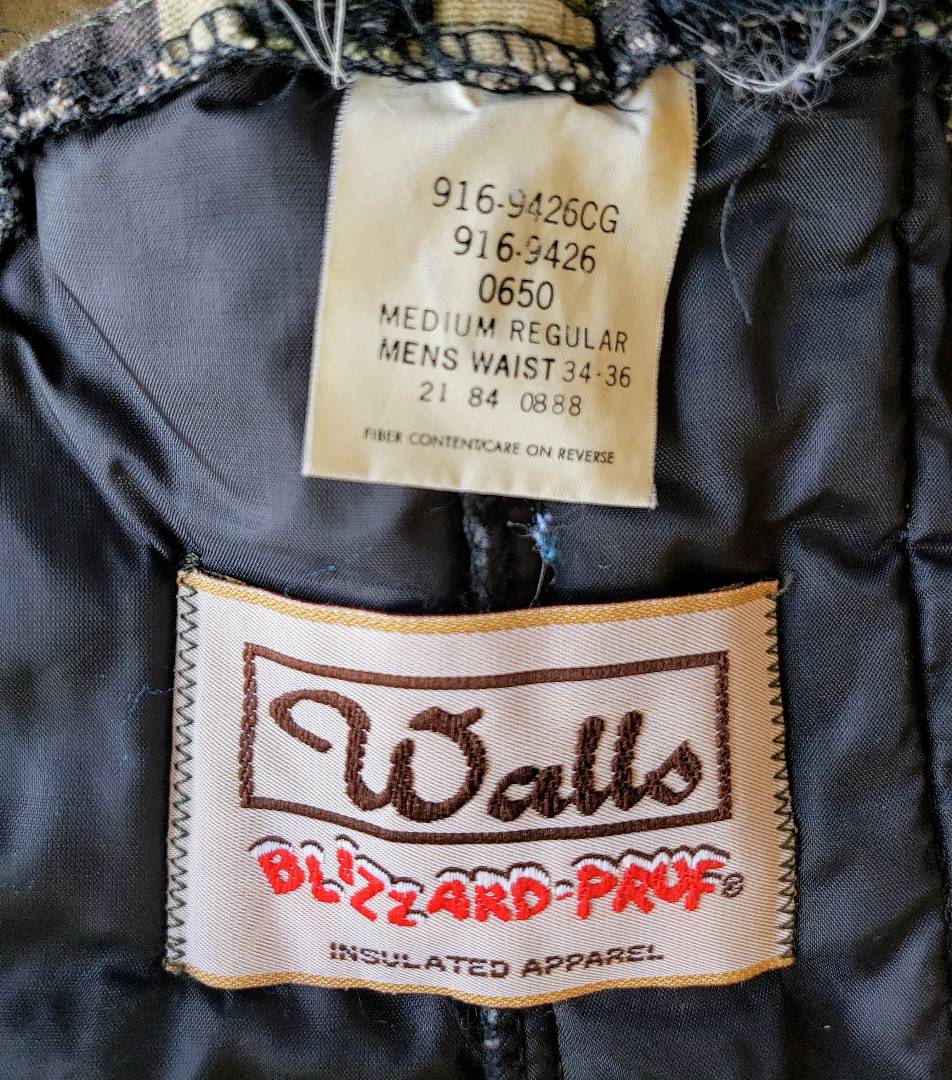 916-9426CG
916-9426
0650
MEDIUM REGULAR
MENS WAIST 34-36
21 84 0888
FIBER CONTENT/CARE ON REVERSE
Walls
BLIZZARD-PRUF®
INSULATED APPAREL